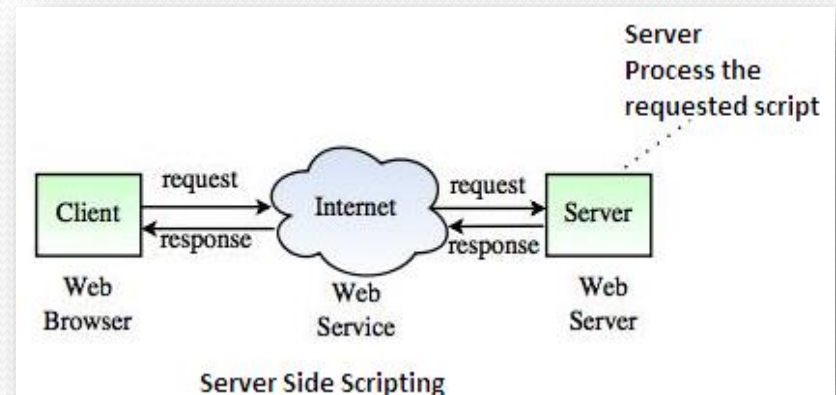 Server
Process the
requested script
request
request
Client
Internet
Server
response
response
Web
Browser
Web
Service
Web
Server
Server Side Scripting